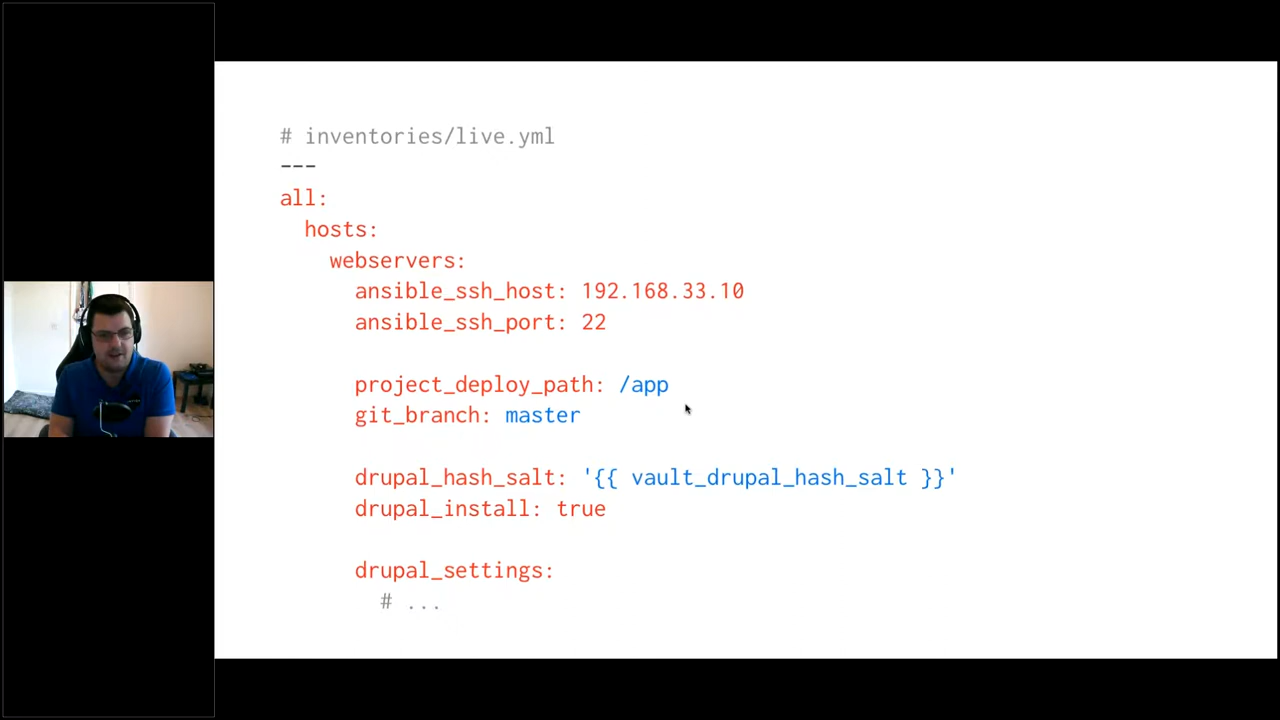 # inventories/live.yml
---
all:
  hosts:
    webservers:
      ansible_ssh_host: 192.168.33.10
      ansible_ssh_port: 22
      project_deploy_path: /app
      git_branch: master
      drupal_hash_salt: '{{ vault_drupal_hash_salt }}'
      drupal_install: true
      drupal_settings:
        # ...